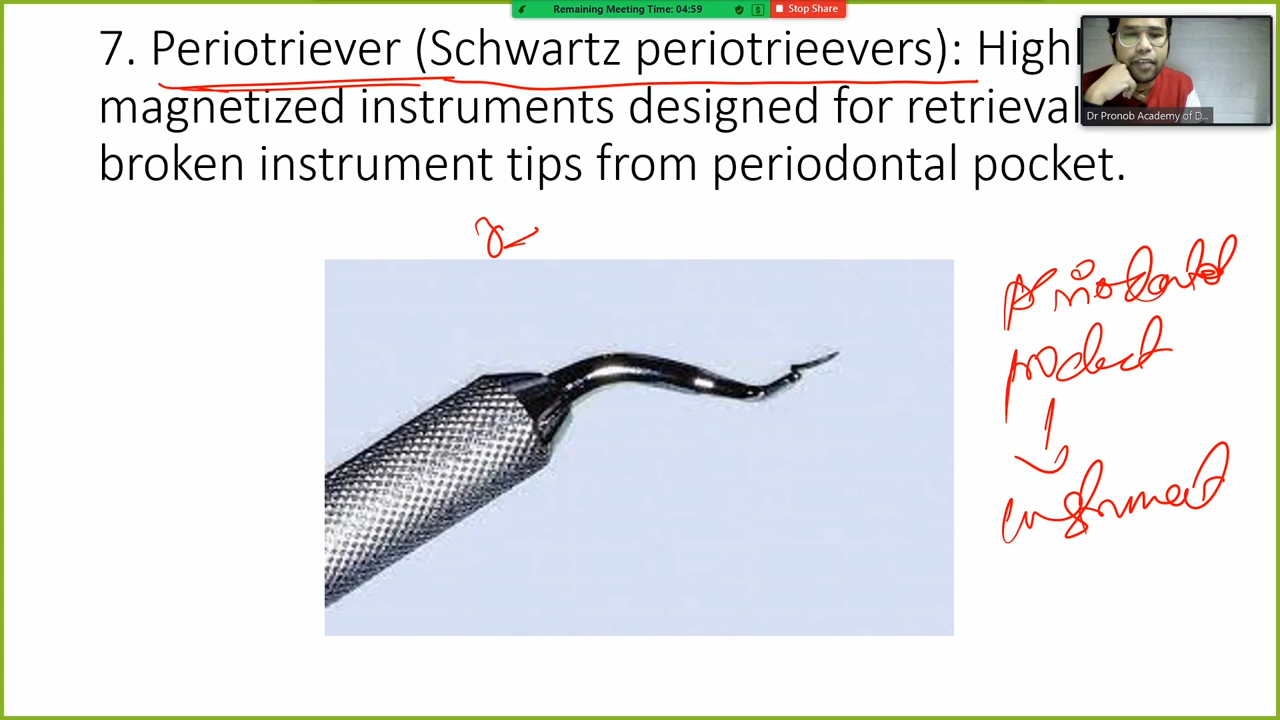 Remaining Meeting Time: 04:59
Stop Share
7. Periotriever (Schwartz periotrieevers): Highl
magnetized instruments designed for retrieval
broken instrument tips from periodontal pocket.
Dr Pronob Academy of D...
periodontal
pocket
instrument